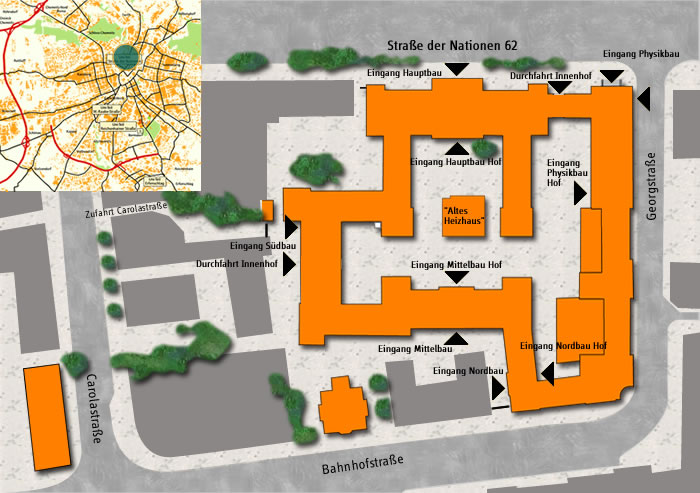 Straße der Nationen 62
Eingang Physikbau
Eingang Hauptbau
Durchfahrt Innenhof
Eingang Hauptbau Hof
Eingang
Physikbau
Hof
Georgstraße
Zufahrt Carolastraße
"Altes
Heizhaus"
Eingang Südbau
Durchfahrt Innenhof
Eingang Mittelbau Hof
Eingang Mittelbau
Eingang Nordbau Hof
Eingang Nordbau
Carolastraße
Bahnhofstraße